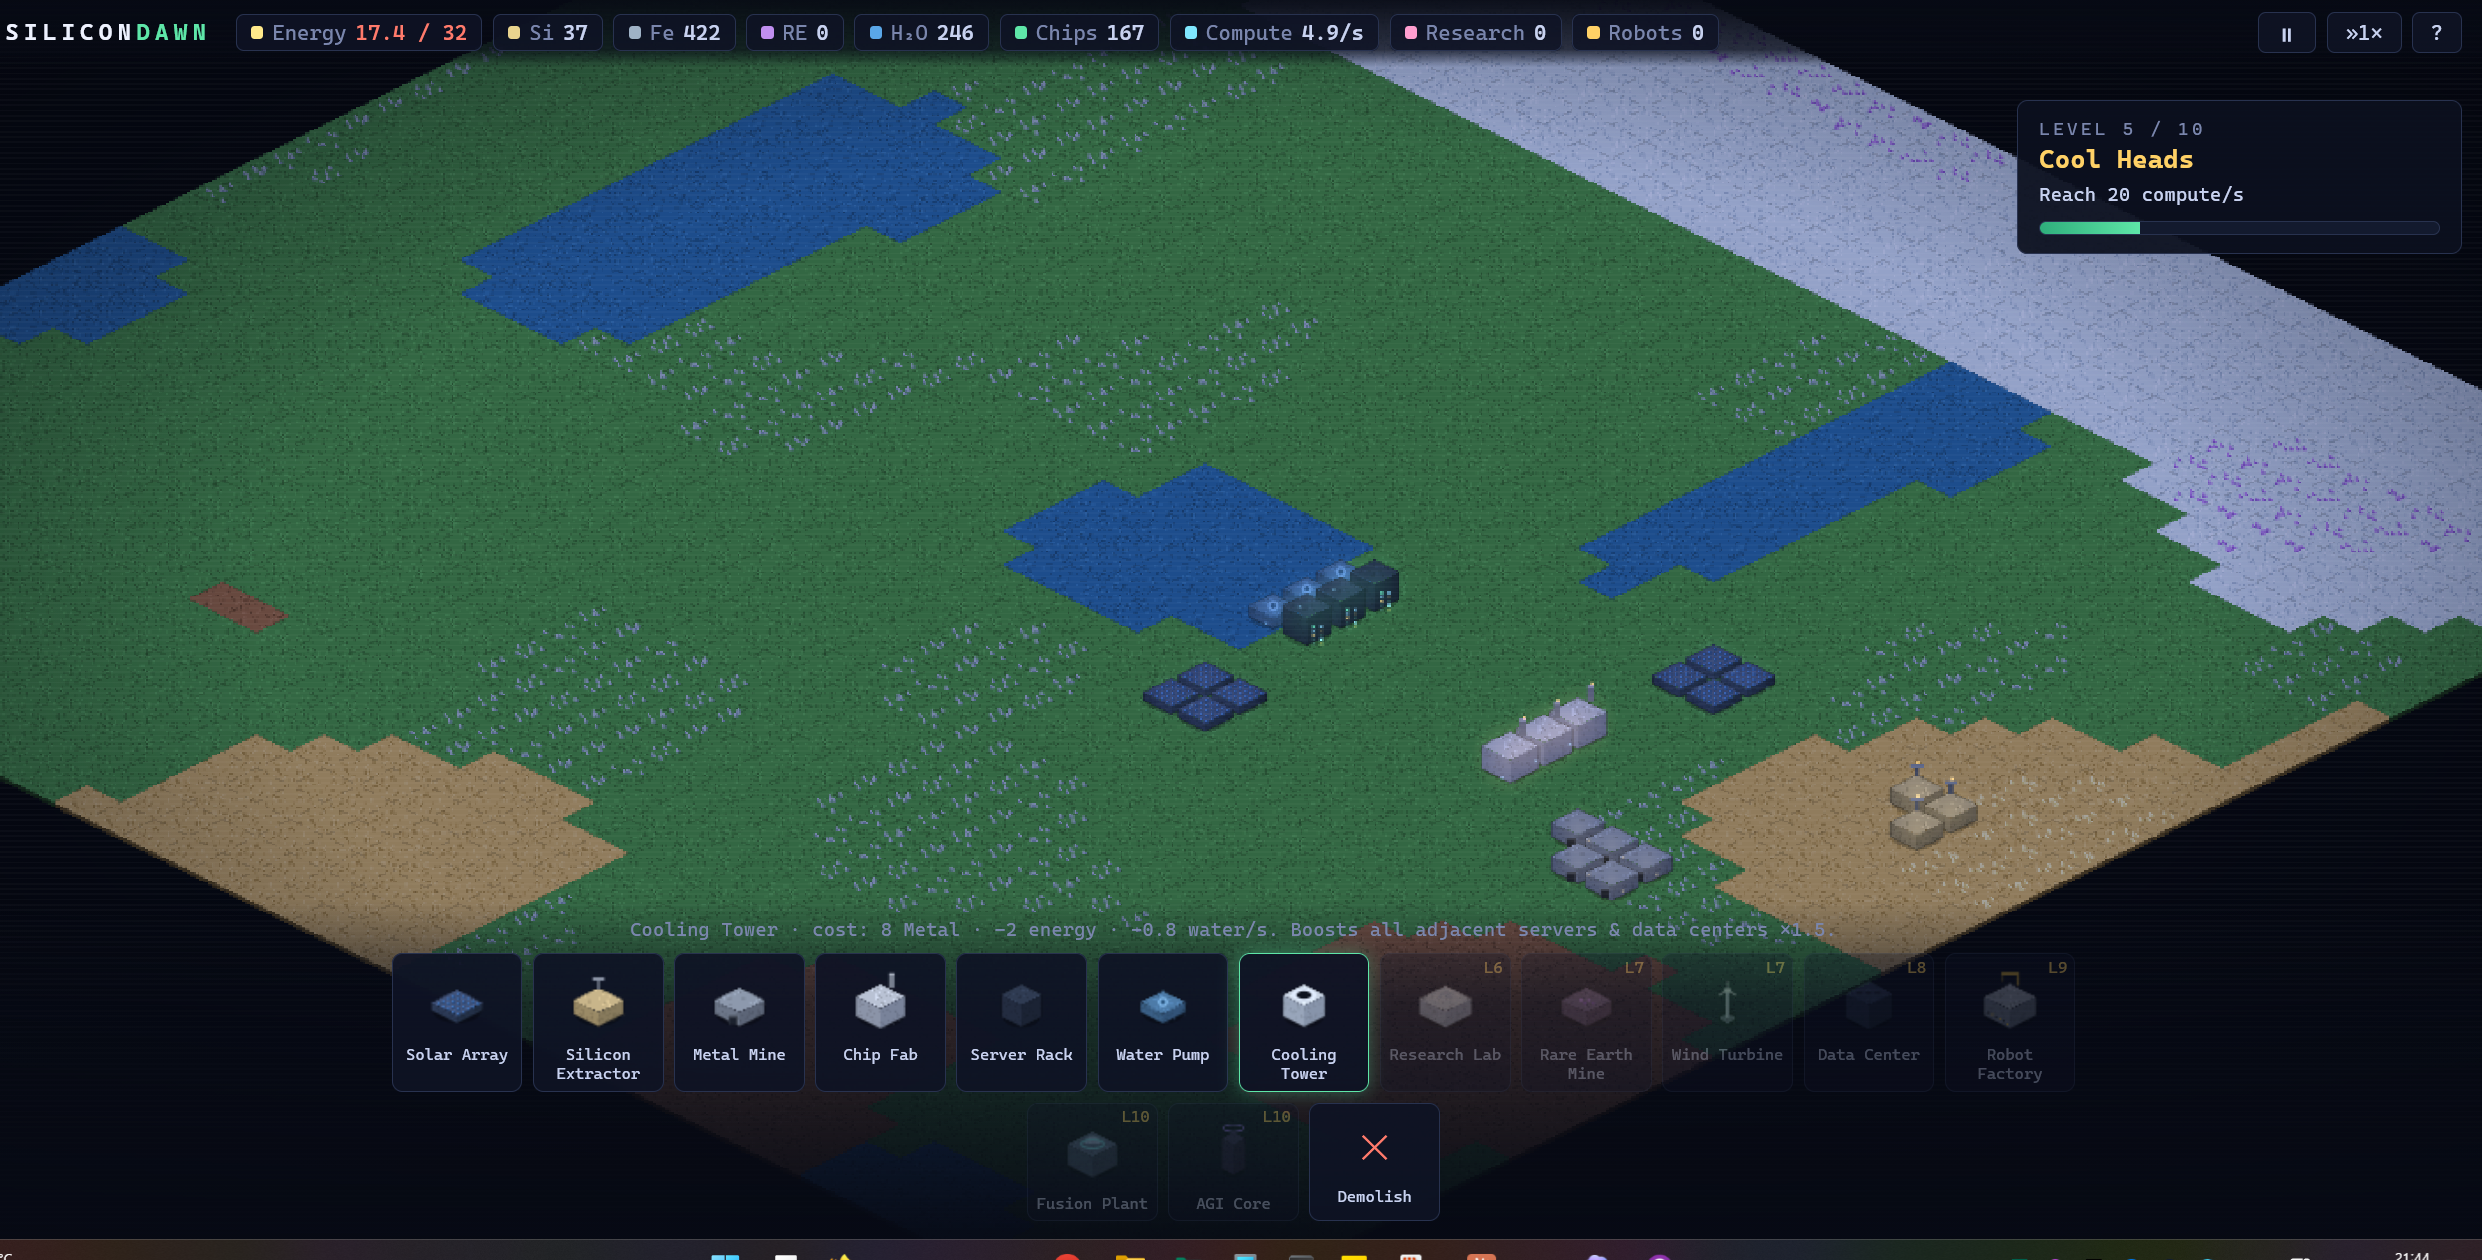 SILICONDAWN
Energy 17.4 / 32
Si 37
Fe 422
RE 0
H₂O 246
Chips 167
Compute 4.9/s
Research 0
Robots 0
»1×
?
LEVEL 5 / 10
Cool Heads
Reach 20 compute/s
Cooling Tower · cost: 8 Metal · −2 energy · −0.8 water/s. Boosts all adjacent servers & data centers ×1.5.
Solar Array
Silicon
Extractor
Metal Mine
Chip Fab
Server Rack
Water Pump
Cooling
Tower
L6
Research Lab
L7
Rare Earth
Mine
L7
Wind Turbine
L8
Data Center
L9
Robot
Factory
L10
Fusion Plant
L10
AGI Core
Demolish
21:44